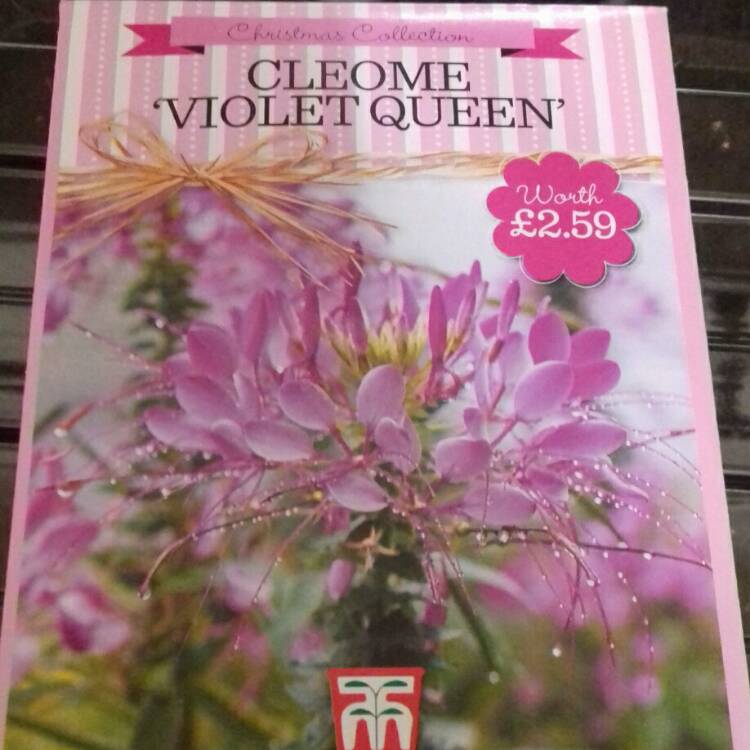 Christmas Collection
CLEOME
‘VIOLET QUEEN’
Worth
£2.59